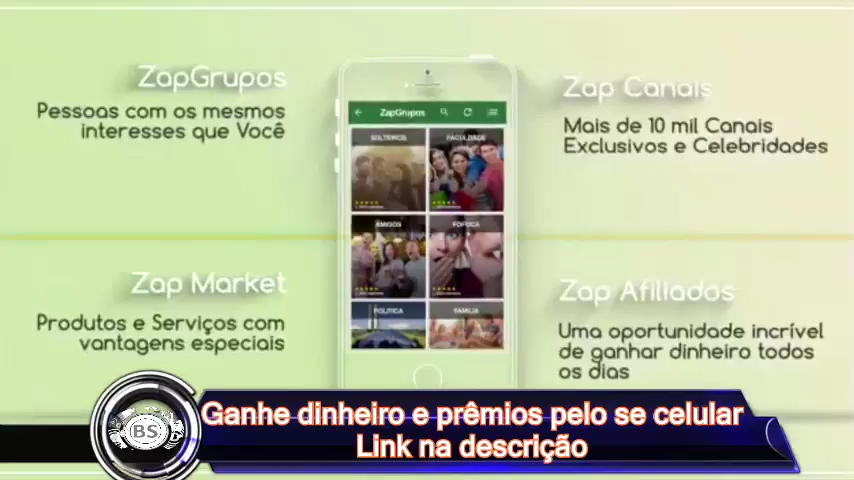 ZapGrupos
Pessoas com os mesmos
interesses que Você
Zap Canais
Mais de 10 mil Canais
Exclusivos e Celebridades
ZapGrupos
SOLTEIROS
FACULDADE
AMIGOS
FOFOCA
POLITICA
FAMILIA
Zap Market
Produtos e Serviços com
vantagens especiais
Zap Afiliados
Uma oportunidade incrível
de ganhar dinheiro todos
os dias
BS
Ganhe dinheiro e prêmios pelo se celular
Link na descrição